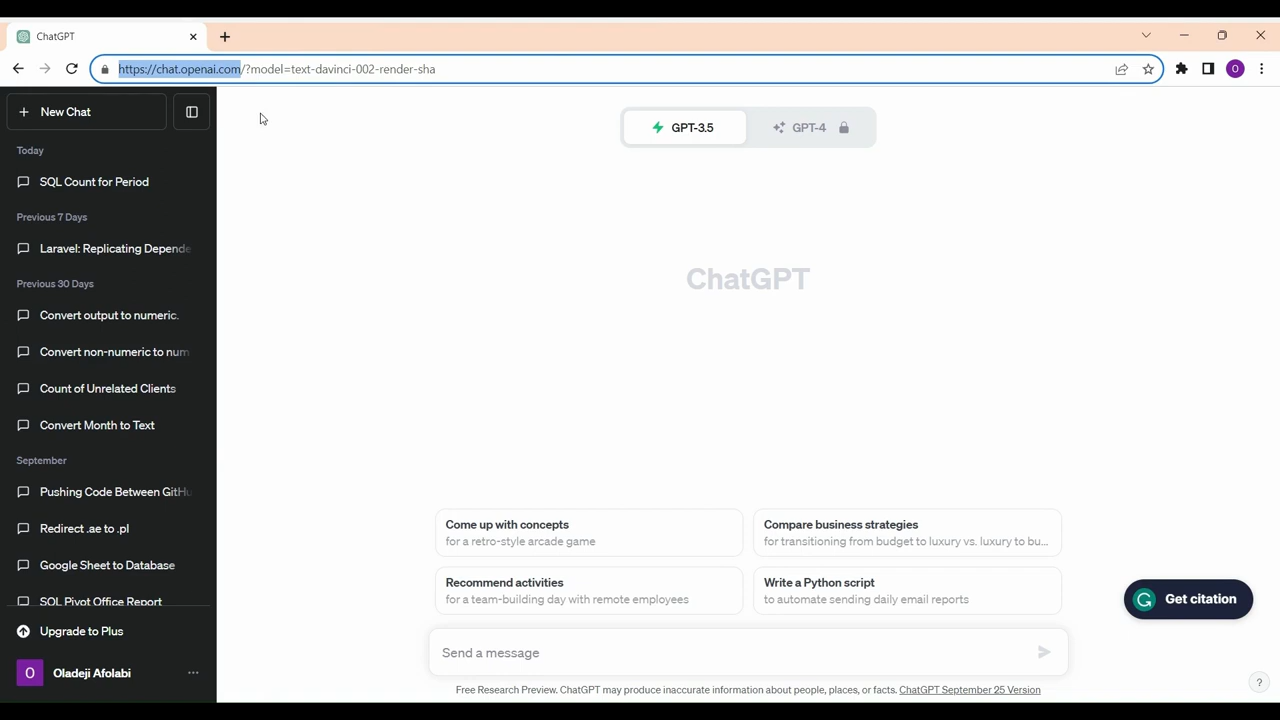 ChatGPT
https://chat.openai.com/?model=text-davinci-002-render-sha
O
New Chat
Today
SQL Count for Period
Previous 7 Days
Laravel: Replicating Depende
Previous 30 Days
Convert output to numeric.
Convert non-numeric to num
Count of Unrelated Clients
Convert Month to Text
September
Pushing Code Between GitHu
Redirect .ae to .pl
Google Sheet to Database
SQL Pivot Office Report
Upgrade to Plus
O
Oladeji Afolabi
GPT-3.5
GPT-4
ChatGPT
Come up with concepts
for a retro-style arcade game
Compare business strategies
for transitioning from budget to luxury vs. luxury to bu...
Recommend activities
for a team-building day with remote employees
Write a Python script
to automate sending daily email reports
G
Get citation
Send a message
Free Research Preview. ChatGPT may produce inaccurate information about people, places, or facts. ChatGPT September 25 Version
?